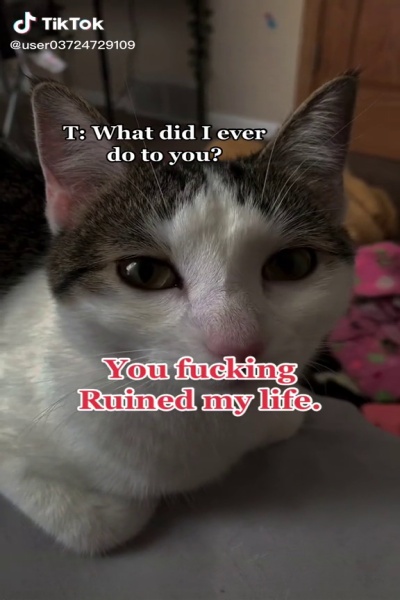 TikTok
@user03724729109
T: What did I ever
do to you?
You fucking
Ruined my life.